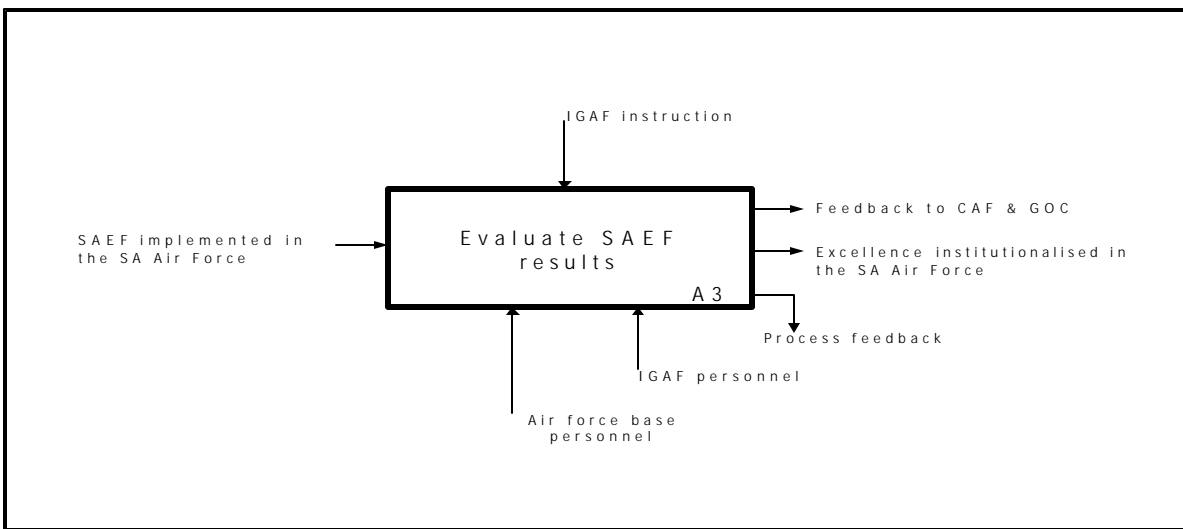 IGAF instruction
SAEF implemented in
the SA Air Force
Evaluate SAEF
results
A3
Feedback to CAF & GOC
Excellence institutionalised in
the SA Air Force
Process feedback
IGAF personnel
Air force base
personnel